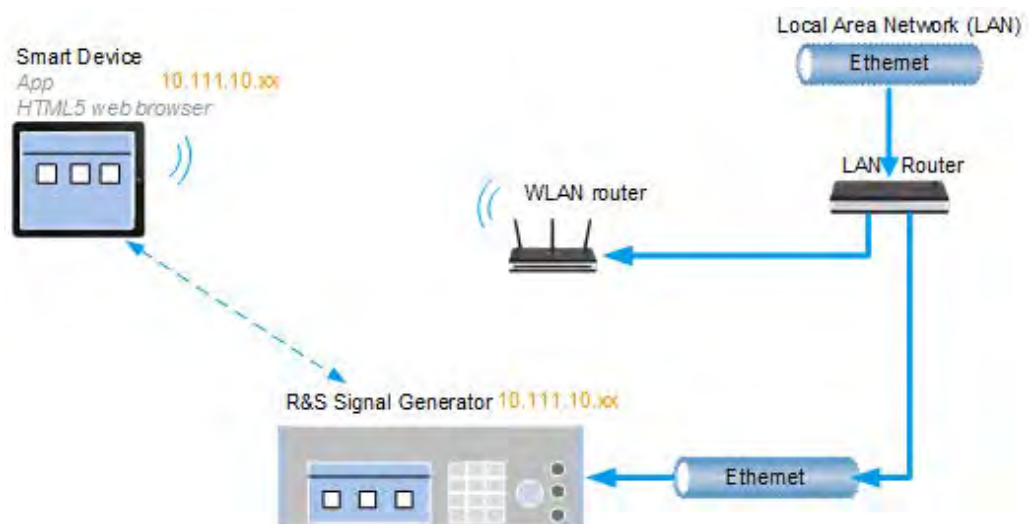 Local Area Network (LAN)
Ethernet
Smart Device
App 10.111.10.xx
HTML5 web browser
LAN Router
WLAN router
R&S Signal Generator 10.111.10.xx
Ethernet